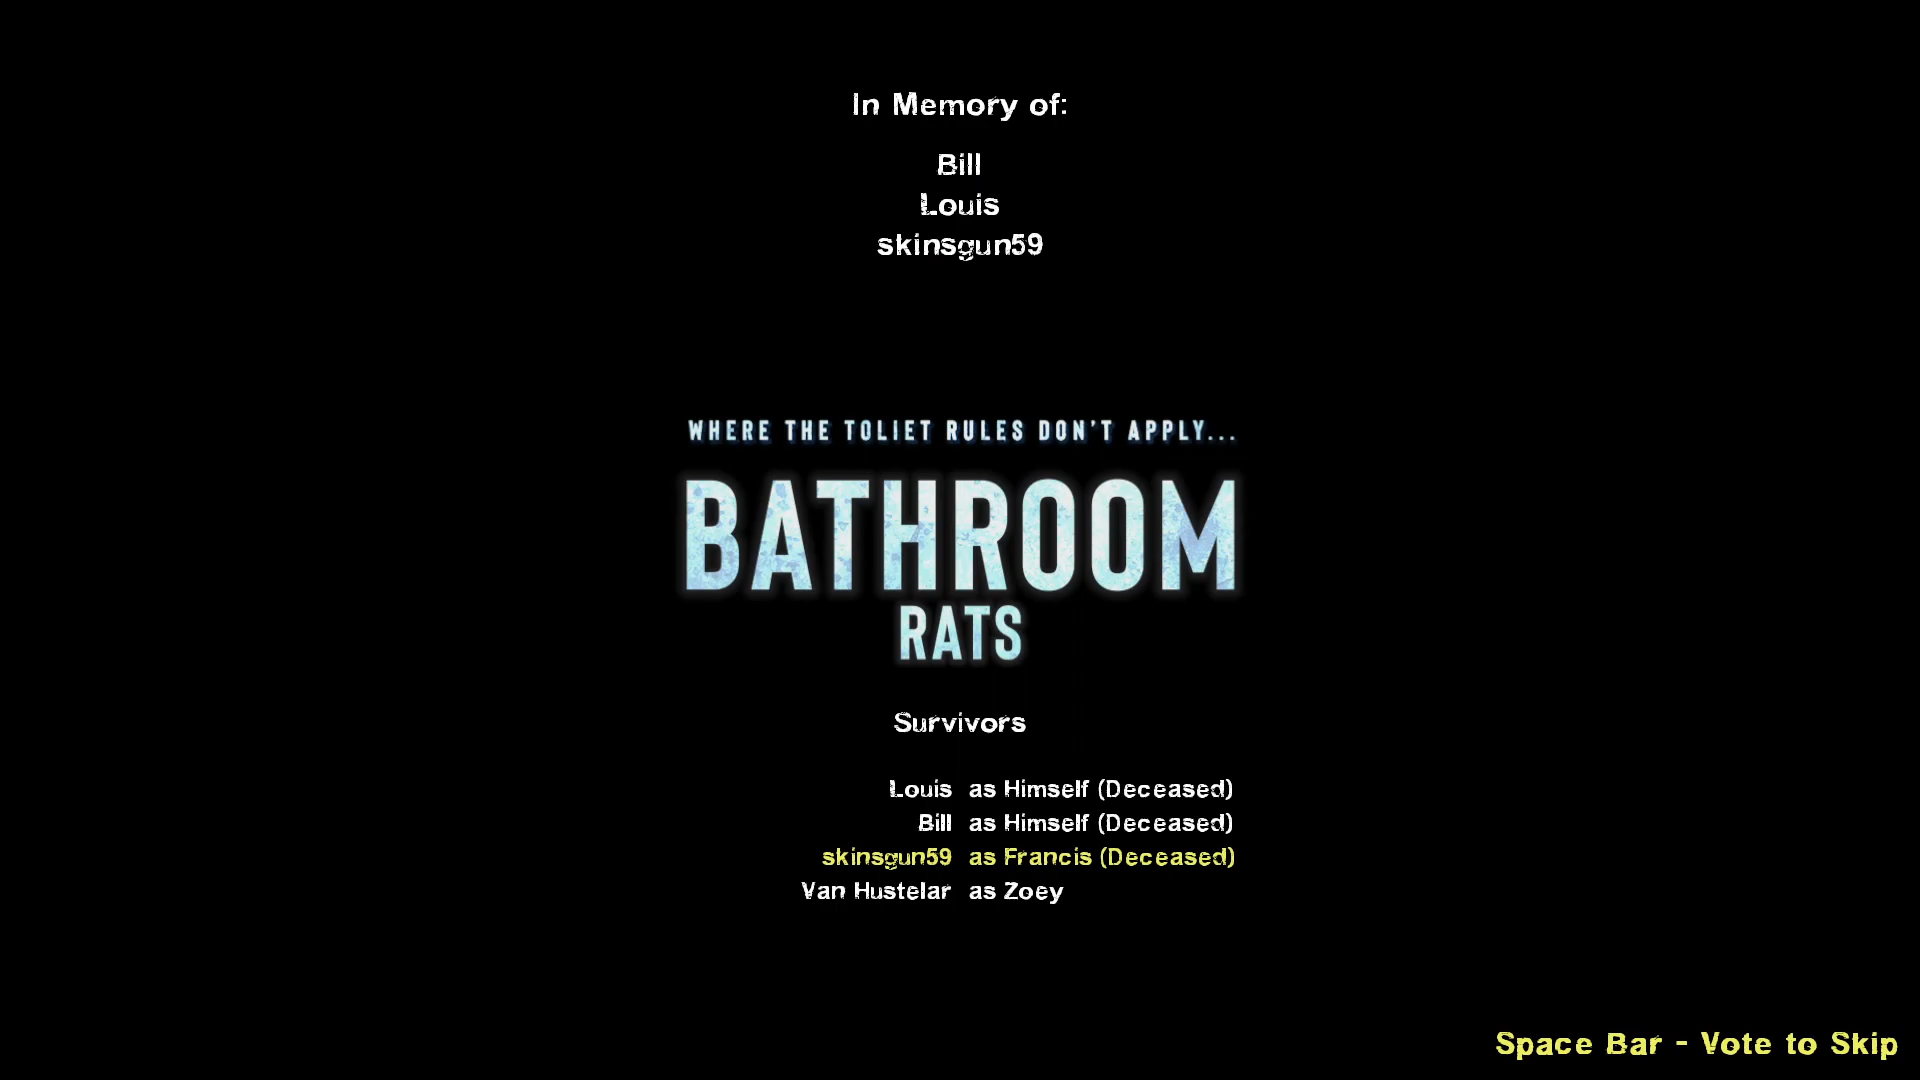 In Memory of:
Bill
Louis
skinsgun59
WHERE THE TOLIET RULES DON'T APPLY...
BATHROOM
RATS
Survivors
Louis as Himself (Deceased)
Bill as Himself (Deceased)
skinsgun59 as Francis (Deceased)
Van Hustelar as Zoey
Space Bar - Vote to Skip